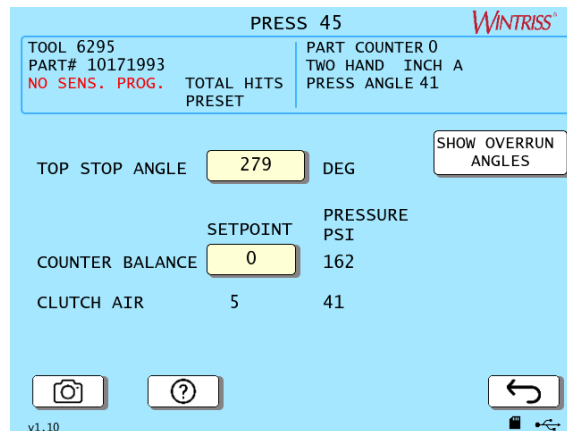 PRESS 45
WINTRISS®
TOOL 6295
PART# 10171993
NO SENS. PROG. TOTAL HITS
PRESET
PART COUNTER 0
TWO HAND INCH A
PRESS ANGLE 41
SHOW OVERRUN
ANGLES
TOP STOP ANGLE 279 DEG
SETPOINT PRESSURE
PSI
COUNTER BALANCE 0 162
CLUTCH AIR 5 41
?
v1.10